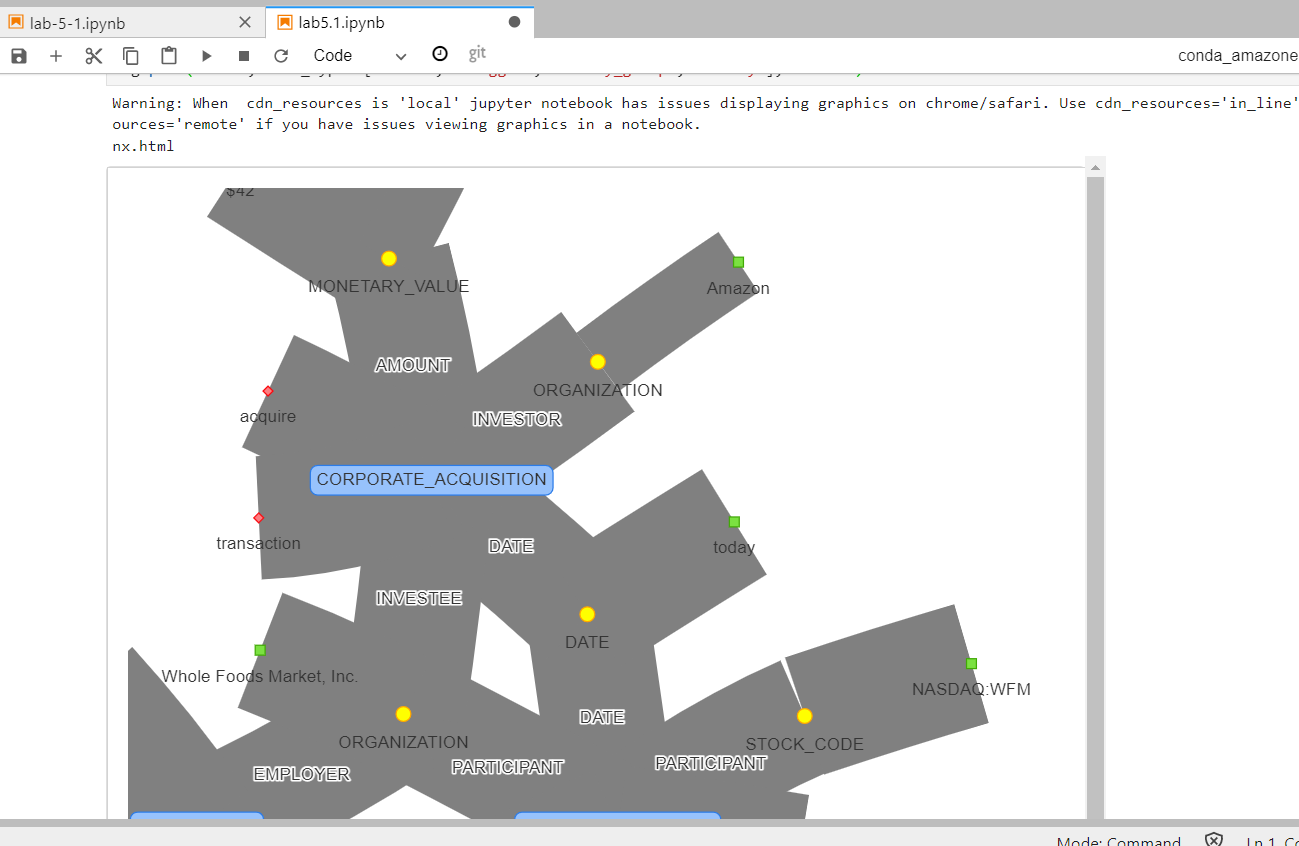 lab-5-1.ipynb
lab5.1.ipynb
Code
git
conda_amazone
Warning: When  cdn_resources is 'local' jupyter notebook has issues displaying graphics on chrome/safari. Use cdn_resources='in_line'
ources='remote' if you have issues viewing graphics in a notebook.
nx.html
$42
MONETARY_VALUE
Amazon
AMOUNT
ORGANIZATION
acquire
INVESTOR
CORPORATE_ACQUISITION
transaction
DATE
today
INVESTEE
DATE
Whole Foods Market, Inc.
NASDAQ:WFM
DATE
ORGANIZATION
STOCK_CODE
EMPLOYER
PARTICIPANT
PARTICIPANT
Mode: Command
Ln 1, Co